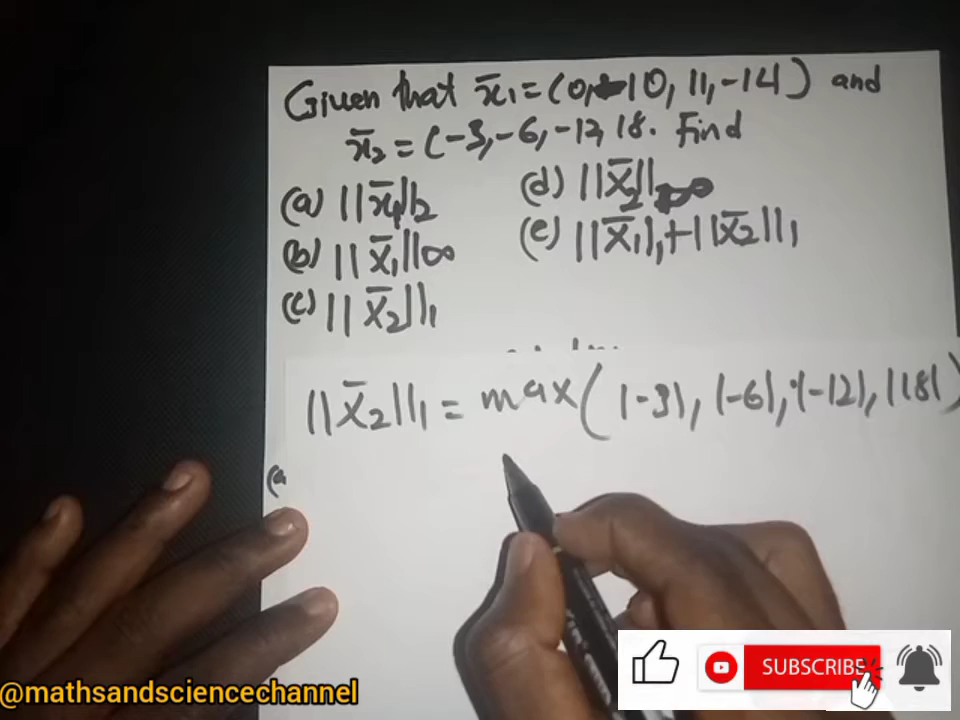 Given that x̄₁ = (0, -10, 11, -14) and
x̄₂ = (-3, -6, -12, 18. Find
(a) ||x̄₁||₂
(b) ||x̄₁||∞
(c) ||x̄₂||₁
(d) ||x̄₂||∞
(e) ||x̄₁||₁ + ||x̄₂||₁
||x̄₂||₁ = max( |-3|, |-6|, |-12|, |18| )
(a
SUBSCRIBE
@mathsandsciencechannel